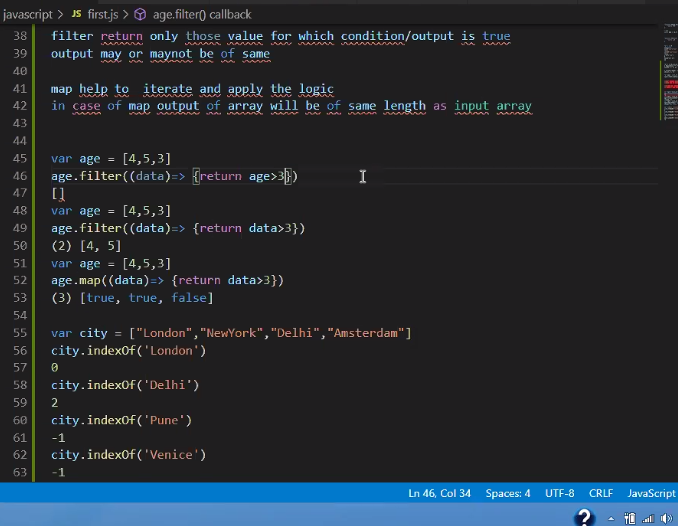 javascript > JS first.js > age.filter() callback
38 filter return only those value for which condition/output is true
39 output may or maynot be of same
40
41 map help to  iterate and apply the logic
42 in case of map output of array will be of same length as input array
43
44
45 var age = [4,5,3]
46 age.filter((data)=> {return age>3})
47 []
48 var age = [4,5,3]
49 age.filter((data)=> {return data>3})
50 (2) [4, 5]
51 var age = [4,5,3]
52 age.map((data)=> {return data>3})
53 (3) [true, true, false]
54
55 var city = ["London","NewYork","Delhi","Amsterdam"]
56 city.indexOf('London')
57 0
58 city.indexOf('Delhi')
59 2
60 city.indexOf('Pune')
61 -1
62 city.indexOf('Venice')
63 -1
Ln 46, Col 34 Spaces: 4 UTF-8 CRLF JavaScript
?